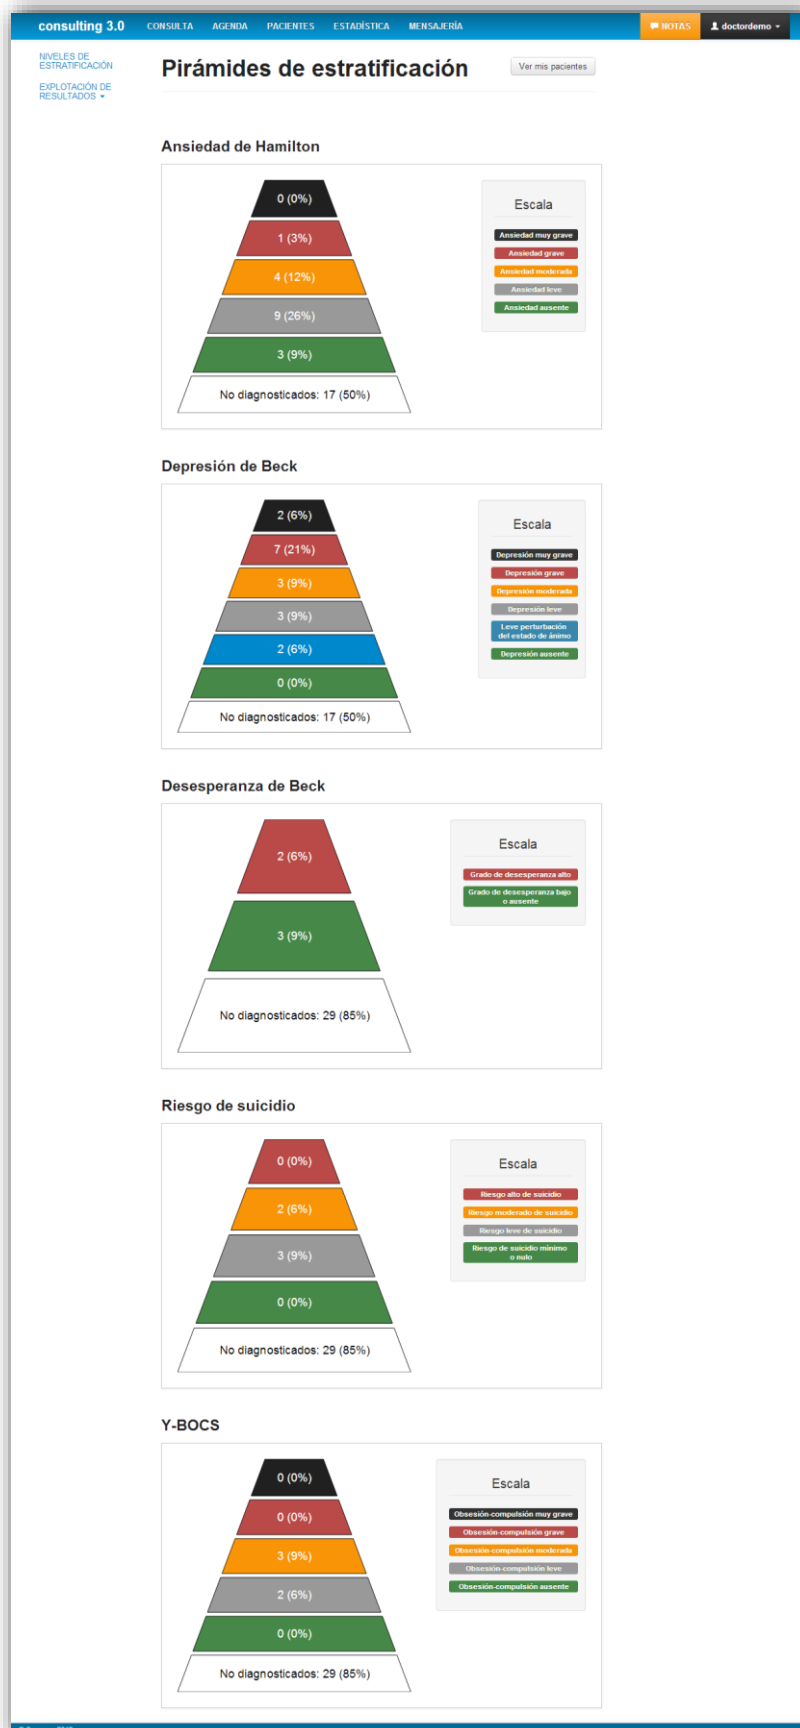 consulting 3.0 CONSULTA AGENDA PACIENTES ESTADÍSTICA MENSAJERÍA NOTAS doctordemo
NIVELES DE
ESTRATIFICACIÓN
EXPLOTACIÓN DE
RESULTADOS
Pirámides de estratificación
Ver mis pacientes
Ansiedad de Hamilton
0 (0%)
1 (3%)
4 (12%)
9 (26%)
3 (9%)
No diagnosticados: 17 (50%)
Escala
Ansiedad muy grave
Ansiedad grave
Ansiedad moderada
Ansiedad leve
Ansiedad ausente
Depresión de Beck
2 (6%)
7 (21%)
3 (9%)
3 (9%)
2 (6%)
0 (0%)
No diagnosticados: 17 (50%)
Escala
Depresión muy grave
Depresión grave
Depresión moderada
Depresión leve
Leve perturbación
del estado de ánimo
Depresión ausente
Desesperanza de Beck
2 (6%)
3 (9%)
No diagnosticados: 29 (85%)
Escala
Grado de desesperanza alto
Grado de desesperanza bajo
o ausente
Riesgo de suicidio
0 (0%)
2 (6%)
3 (9%)
0 (0%)
No diagnosticados: 29 (85%)
Escala
Riesgo alto de suicidio
Riesgo moderado de suicidio
Riesgo leve de suicidio
Riesgo de suicidio mínimo
o nulo
Y-BOCS
0 (0%)
0 (0%)
3 (9%)
2 (6%)
0 (0%)
No diagnosticados: 29 (85%)
Escala
Obsesión-compulsión muy grave
Obsesión-compulsión grave
Obsesión-compulsión moderada
Obsesión-compulsión leve
Obsesión-compulsión ausente